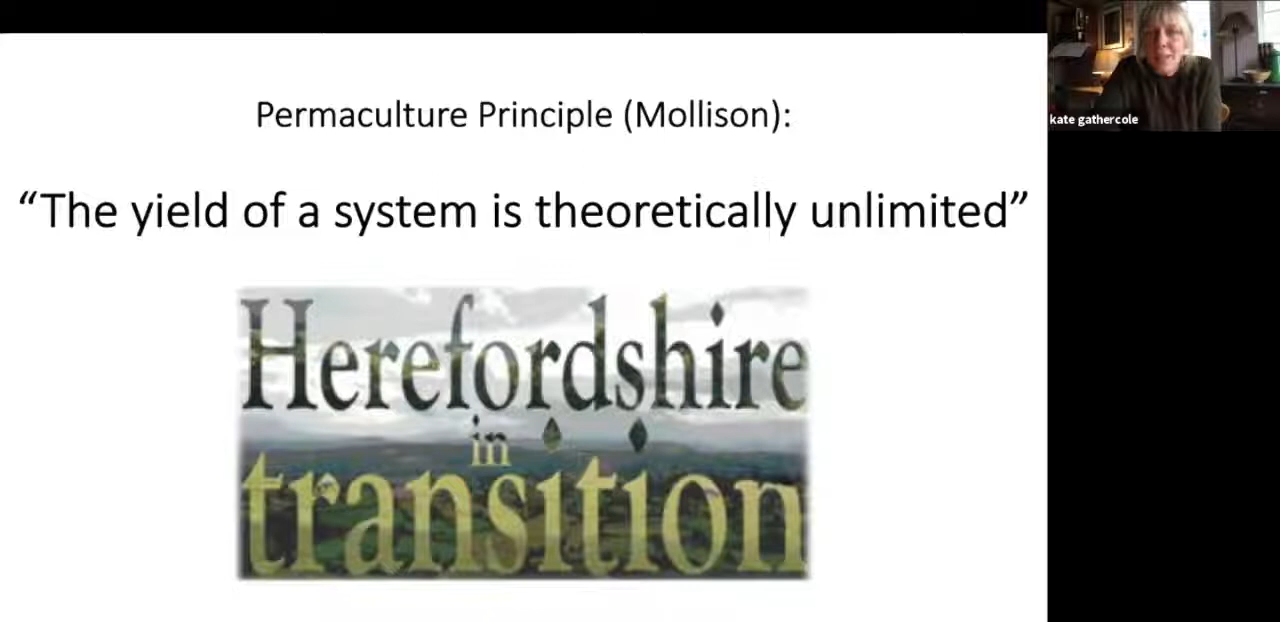 Permaculture Principle (Mollison):
“The yield of a system is theoretically unlimited”
Herefordshire
in
transition
kate gathercole